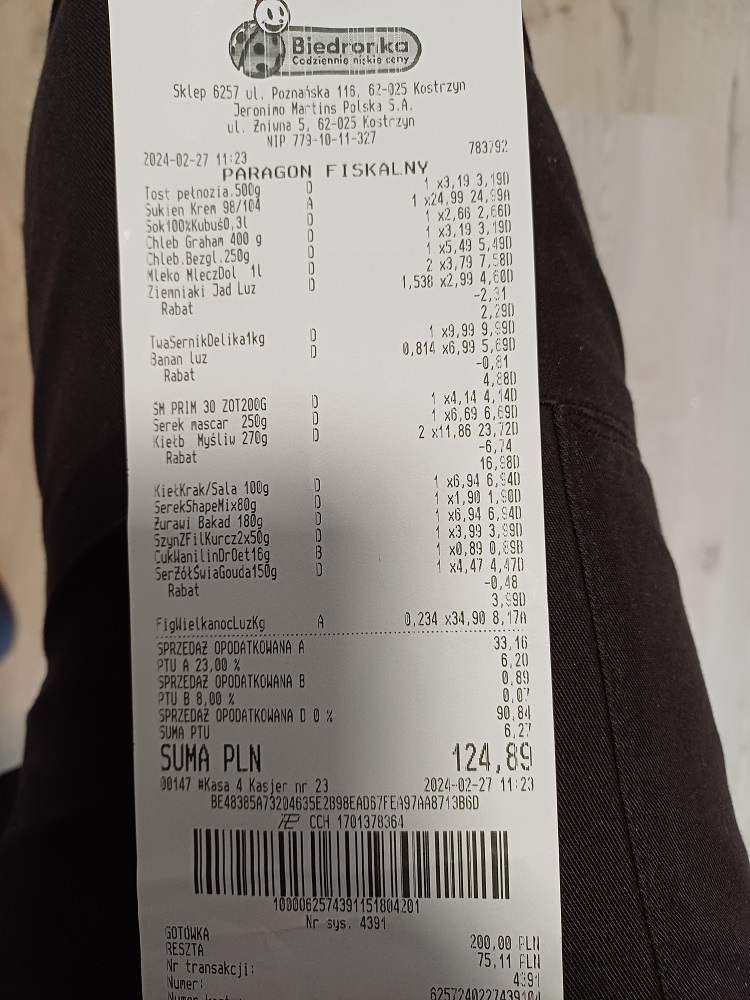 Biedronka
Codziennie niskie ceny
Sklep 6257 ul. Poznańska 116, 62-025 Kostrzyn
Jeronimo Martins Polska S.A.
ul. Żniwna 5, 62-025 Kostrzyn
NIP 779-10-11-327
2024-02-27 11:23 783792
PARAGON FISKALNY
Tost pełnozia.500g D 1 x3,19 3,19D
Sukien Krem 98/104 A 1 x24,99 24,99A
Sok100%Kubuś0,3l D 1 x2,66 2,66D
Chleb Graham 400 g D 1 x3,19 3,19D
Chleb.Bezgl.250g D 1 x5,49 5,49D
Mleko MleczDol 1l D 2 x3,79 7,58D
Ziemniaki Jad Luz D 1,538 x2,99 4,60D
Rabat -2,31
2,29D
TwaSernikDelika1kg D 1 x9,99 9,99D
Banan luz D 0,814 x6,99 5,69D
Rabat -0,81
4,88D
ŚM PRIM 30 ZOT200G D 1 x4,14 4,14D
Serek mascar 250g D 1 x6,69 6,69D
Kiełb Myśliw 270g D 2 x11,86 23,72D
Rabat -6,74
16,98D
KiełKrak/Sala 100g D 1 x6,94 6,94D
SerekShapeMix80g D 1 x1,90 1,90D
Żurawi Bakad 180g D 1 x6,94 6,94D
SzynZFilKurcz2x50g D 1 x3,99 3,99D
CukWanilinDrOet16g B 1 x0,89 0,89B
SerŻółŚwiaGouda150g D 1 x4,47 4,47D
Rabat -0,48
3,99D
FigWielkanocLuzKg A 0,234 x34,90 8,17A
SPRZEDAŻ OPODATKOWANA A 33,16
PTU A 23,00 % 6,20
SPRZEDAŻ OPODATKOWANA B 0,89
PTU B 8,00 % 0,07
SPRZEDAŻ OPODATKOWANA D 0 % 90,84
SUMA PTU 6,27
SUMA PLN 124,89
00147 #Kasa 4 Kasjer nr 23 2024-02-27 11:23
BE48385A73204635E2B98EAD67FEA97AA8713B6D
CCH 1701378364
1000062574391151804201
Nr sys. 4391
GOTÓWKA 200,00 PLN
RESZTA 75,11 PLN
Nr transakcji: 4391
Numer: 6257240227439104